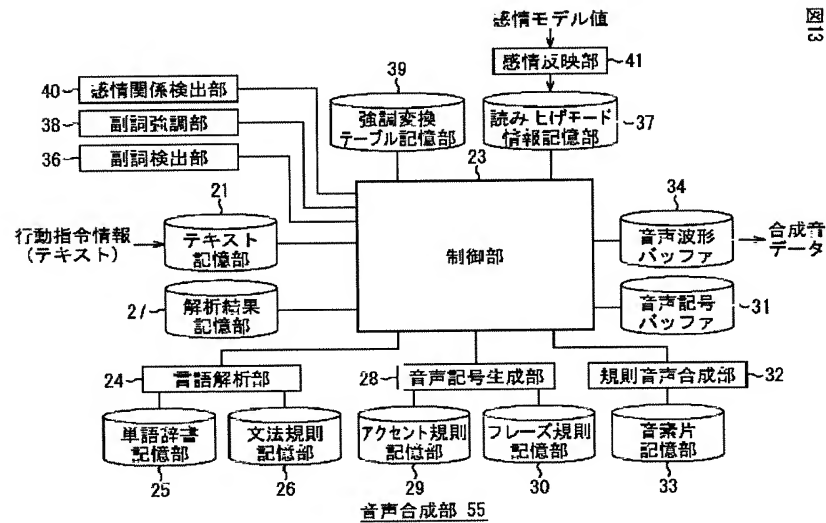 図13
感情モデル値
感情反映部
41
40
感情関係検出部
38
副詞強調部
36
副詞検出部
39
強調変換
テーブル記憶部
読み上げモード
情報記憶部
37
23
制御部
21
行動指令情報
(テキスト)
テキスト
記憶部
27
解析結果
記憶部
34
音声波形
バッファ
合成音
データ
音声記号
バッファ
31
24
言語解析部
28
音声記号生成部
規則音声合成部
32
単語辞書
記憶部
25
文法規則
記憶部
26
アクセント規則
記憶部
29
フレーズ規則
記憶部
30
音素片
記憶部
33
音声合成部 55